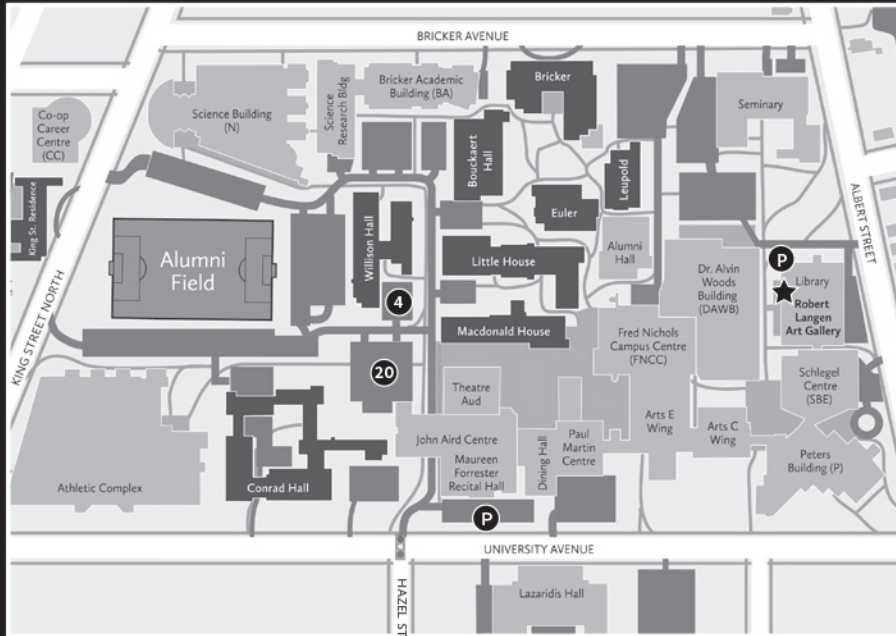 BRICKER AVENUE
Co-op
Career
Centre
(CC)
Science Building
(N)
Science
Research Bldg
Bricker Academic
Building (BA)
Bricker
Seminary
King St. Residence
Bouckaert
Hall
Leupold
Euler
ALBERT STREET
Alumni
Field
Willison Hall
Little House
Alumni
Hall
Dr. Alvin
Woods
Building
(DAWB)
P
Library
Robert
Langen
Art Gallery
KING STREET NORTH
4
Macdonald House
Fred Nichols
Campus Centre
(FNCC)
20
Theatre
Aud
Schlegel
Centre
(SBE)
Arts E
Wing
Arts C
Wing
John Aird Centre
Maureen
Forrester
Recital Hall
Dining Hall
Paul
Martin
Centre
Peters
Building (P)
Athletic Complex
Conrad Hall
P
UNIVERSITY AVENUE
HAZEL ST
Lazaridis Hall